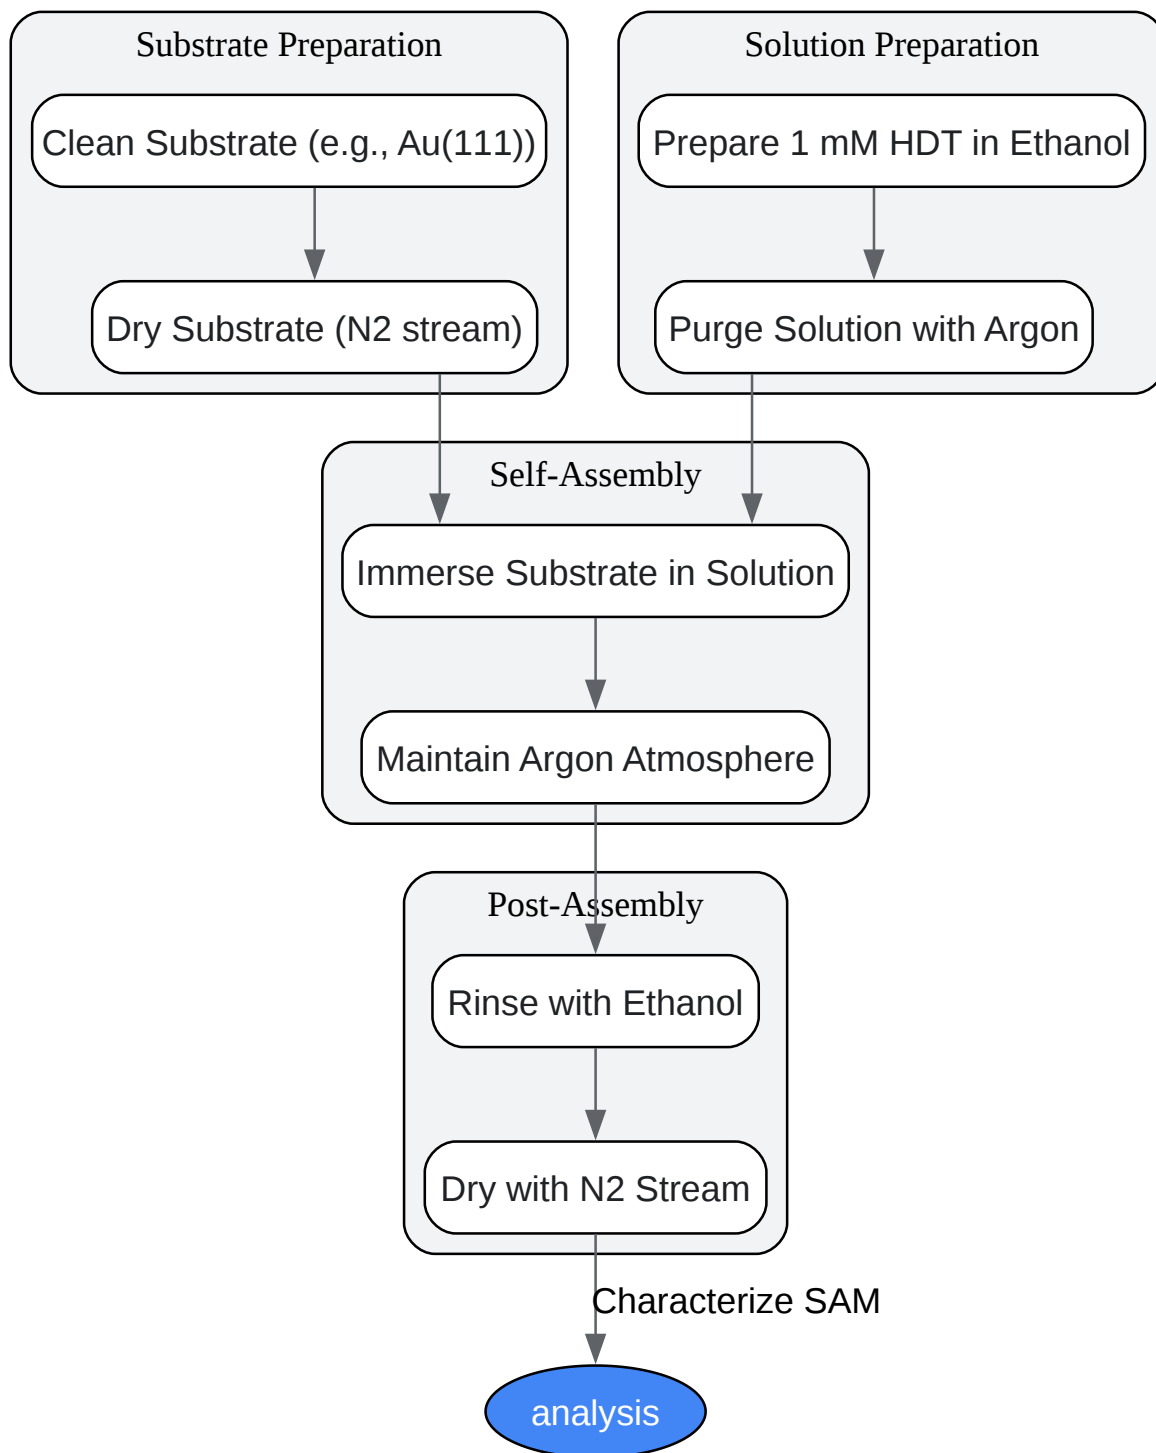 Substrate Preparation
Clean Substrate (e.g., Au(111))
Dry Substrate (N2 stream)
Solution Preparation
Prepare 1 mM HDT in Ethanol
Purge Solution with Argon
Self-Assembly
Immerse Substrate in Solution
Maintain Argon Atmosphere
Post-Assembly
Rinse with Ethanol
Dry with N2 Stream
Characterize SAM
analysis